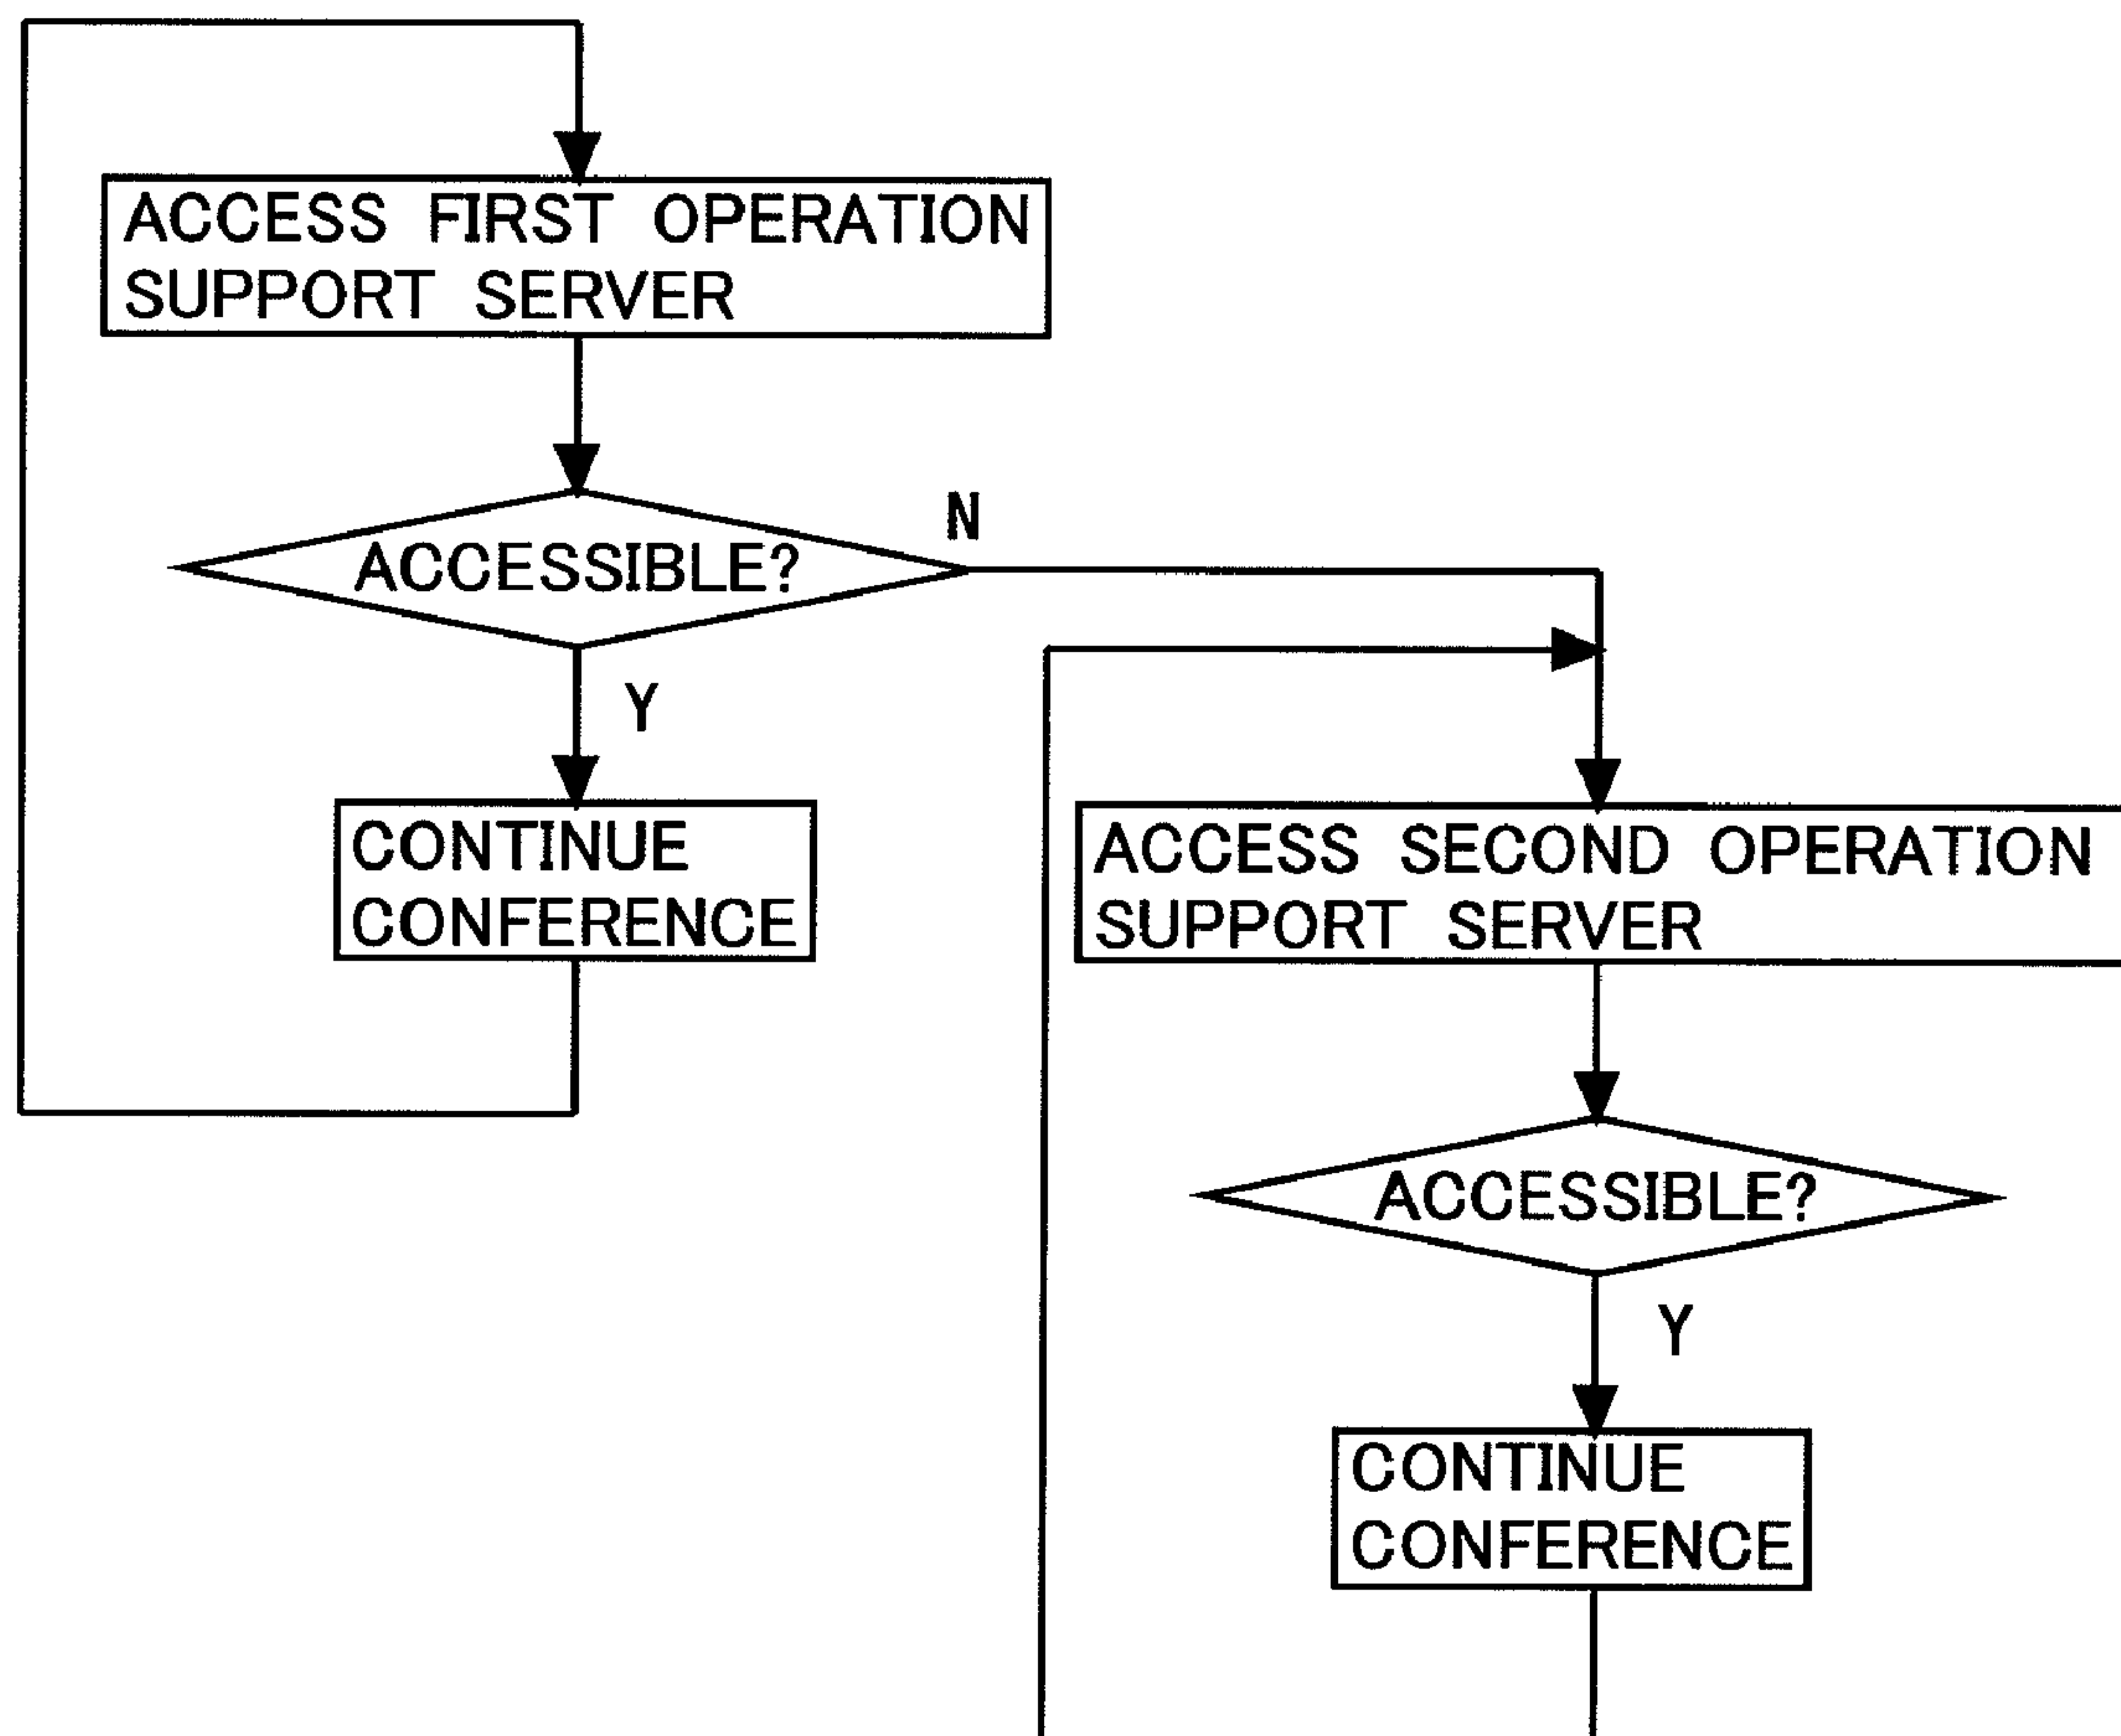 ACCESS FIRST OPERATION
SUPPORT SERVER
ACCESSIBLE?
N
Y
CONTINUE
CONFERENCE
ACCESS SECOND OPERATION
SUPPORT SERVER
ACCESSIBLE?
Y
CONTINUE
CONFERENCE